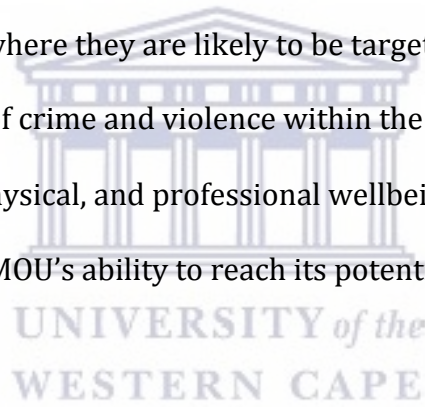 where they are likely to be target
f crime and violence within the
ysical, and professional wellbei
MOU's ability to reach its potent
UNIVERSITY of the
WESTERN CAPE